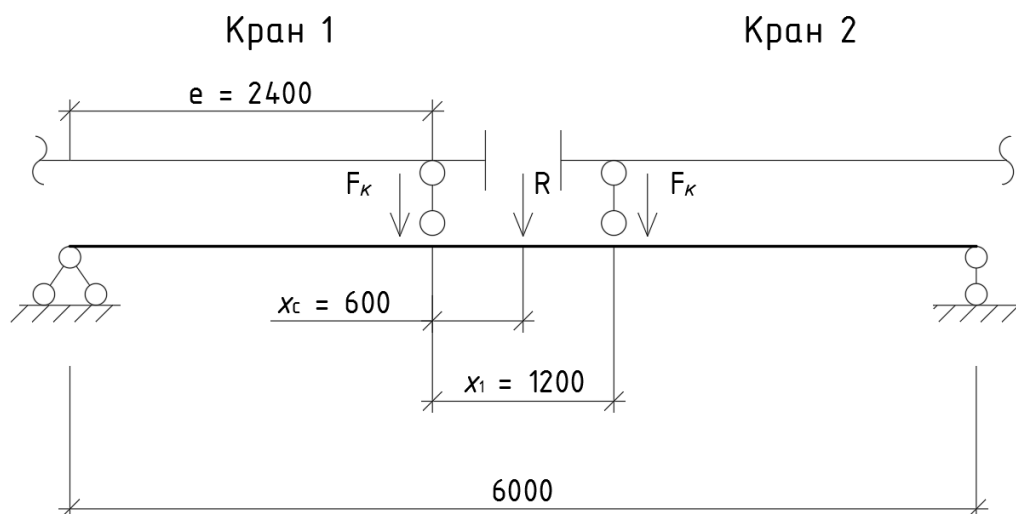 Кран 1
Кран 2
e = 2400
Fк
R
Fк
xc = 600
x1 = 1200
6000